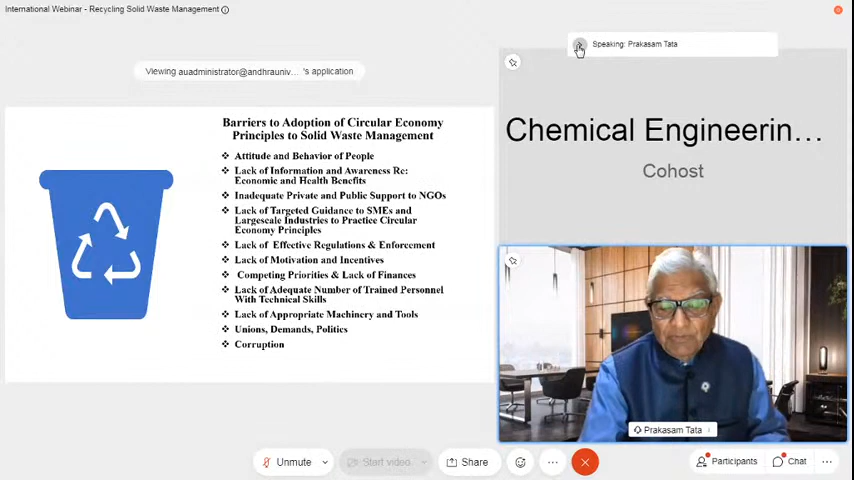 International Webinar - Recycling Solid Waste Management
Speaking: Prakasam Tata
Viewing auadministrator@andhrauniv... 's application
Barriers to Adoption of Circular Economy
Principles to Solid Waste Management
❖ Attitude and Behavior of People
❖ Lack of Information and Awareness Re:
Economic and Health Benefits
❖ Inadequate Private and Public Support to NGOs
❖ Lack of Targeted Guidance to SMEs and
Largescale Industries to Practice Circular
Economy Principles
❖ Lack of Effective Regulations & Enforcement
❖ Lack of Motivation and Incentives
❖ Competing Priorities & Lack of Finances
❖ Lack of Adequate Number of Trained Personnel
With Technical Skills
❖ Lack of Appropriate Machinery and Tools
❖ Unions, Demands, Politics
❖ Corruption
Chemical Engineerin...
Cohost
Prakasam Tata
Unmute
Start video
Share
Participants
Chat